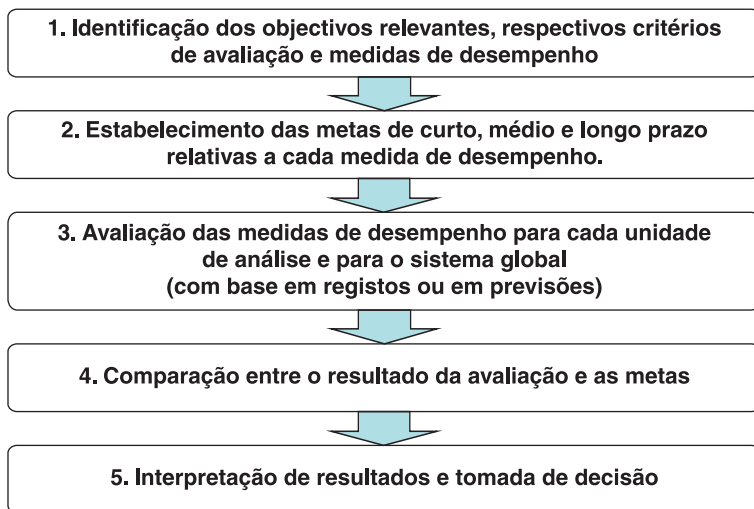 1. Identificação dos objectivos relevantes, respectivos critérios
de avaliação e medidas de desempenho
2. Estabelecimento das metas de curto, médio e longo prazo
relativas a cada medida de desempenho.
3. Avaliação das medidas de desempenho para cada unidade
de análise e para o sistema global
(com base em registos ou em previsões)
4. Comparação entre o resultado da avaliação e as metas
5. Interpretação de resultados e tomada de decisão